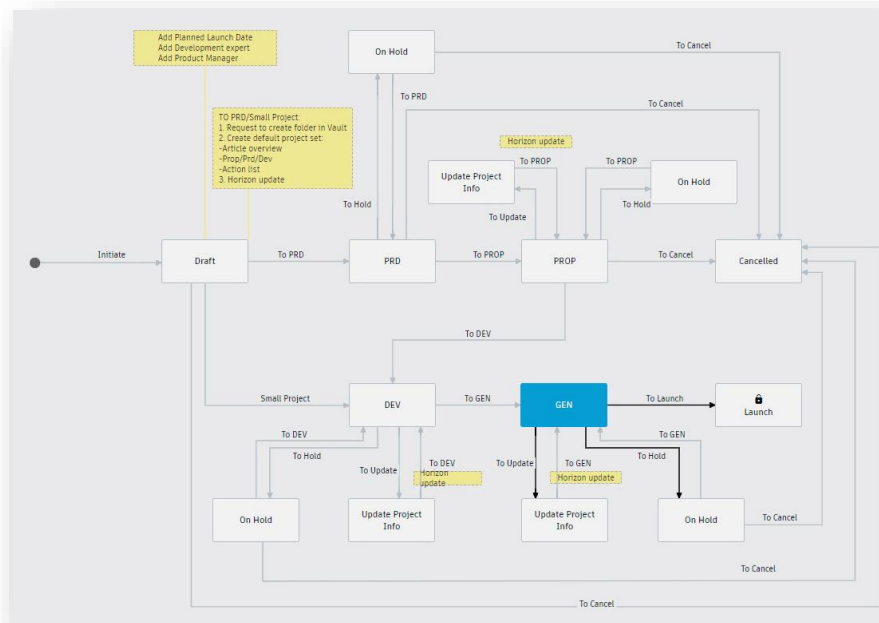 Add Planned Launch Date
Add Development expert
Add Product Manager
On Hold
To Cancel
To PRD
To Cancel
TO PRD/Small Project:
1. Request to create folder in Vault
2. Create default project set:
-Article overview
-Prop/Prd/Dev
-Action list
3. Horizon update
Horizon update
To PROP
To PROP
Update Project
Info
On Hold
To Hold
To Update
To Hold
Initiate
Draft
To PRD
PRD
To PROP
PROP
To Cancel
Cancelled
To DEV
Small Project
DEV
To GEN
GEN
To Launch
Launch
To DEV
To Hold
To Update
To DEV
Horizon
update
To Update
To GEN
Horizon update
To Hold
To GEN
On Hold
Update Project
Info
Update Project
Info
On Hold
To Cancel
To Cancel
To Cancel